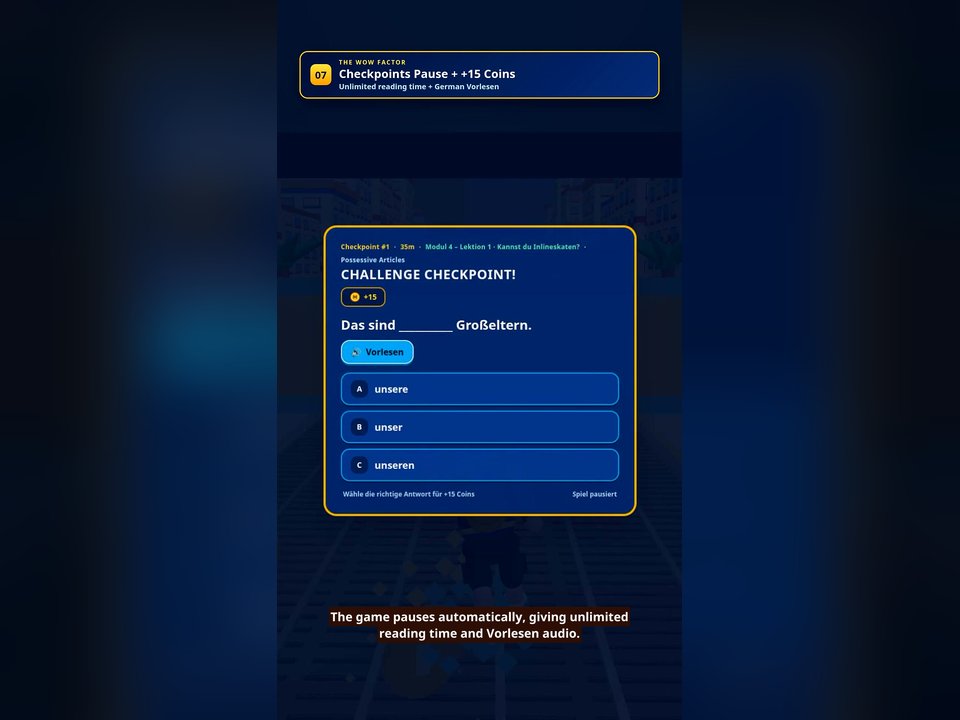 07
THE WOW FACTOR
Checkpoints Pause + +15 Coins
Unlimited reading time + German Vorlesen
Checkpoint #1 · 35m · Modul 4 – Lektion 1 · Kannst du Inlineskaten? ·
Possessive Articles
CHALLENGE CHECKPOINT!
+15
Das sind _________ Großeltern.
Vorlesen
A unsere
B unser
C unseren
Wähle die richtige Antwort für +15 Coins
Spiel pausiert
The game pauses automatically, giving unlimited
reading time and Vorlesen audio.